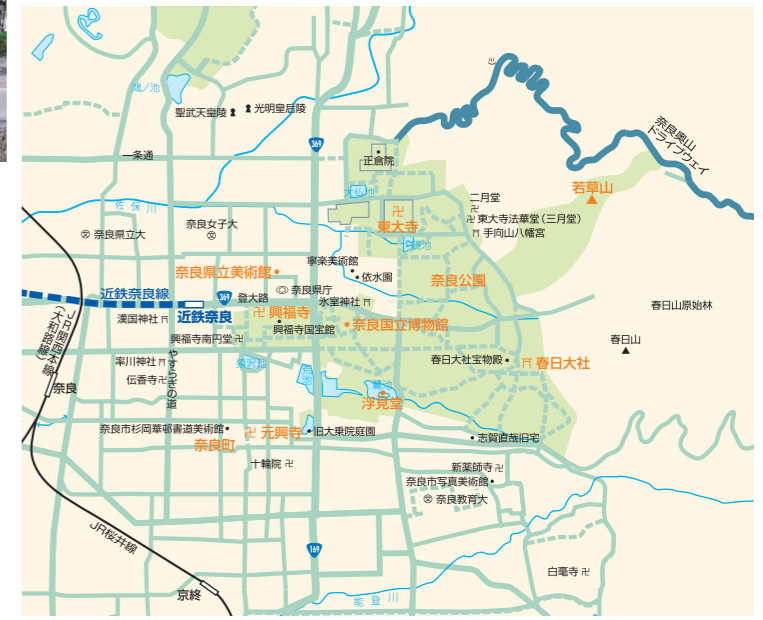 鴻ノ池
聖武天皇陵
光明皇后陵
369
一条通
正倉院
奈良奥山
ドライブウェイ
若草山
大仏池
佐保川
二月堂
東大寺法華堂(三月堂)
手向山八幡宮
東大寺
鏡池
奈良県立大
奈良女子大
寧楽美術館
依水園
奈良県立美術館
奈良公園
奈良県庁
氷室神社
近鉄奈良線
近鉄奈良
369
登大路
興福寺
興福寺国宝館
奈良国立博物館
春日山原始林
漢国神社
興福寺南円堂
春日山
JR関西本線
(大和路線)
率川神社
伝香寺
やすらぎの道
猿沢池
荒池
鷺池
浮見堂
春日大社宝物殿
春日大社
奈良
奈良市杉岡華邨書道美術館
奈良町
元興寺
旧大乗院庭園
志賀直哉旧宅
十輪院
新薬師寺
奈良市写真美術館
奈良教育大
JR桜井線
169
白毫寺
京終
能登川